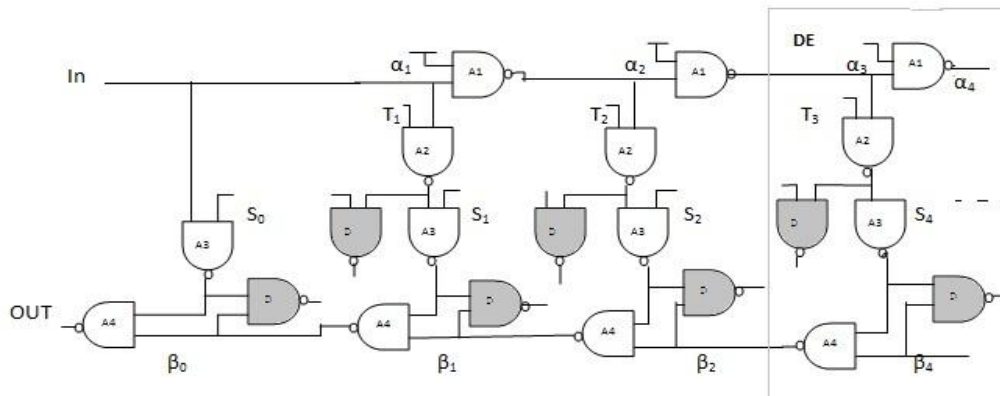 DE
In α1 A1 α2 A1 α3 A1 α4
T1 T2 T3
A2 A2 A2
S0 S1 S2 S4
D A3 D A3 D A3
A3
D D D D
OUT A4 A4 A4 A4
β0 β1 β2 β4